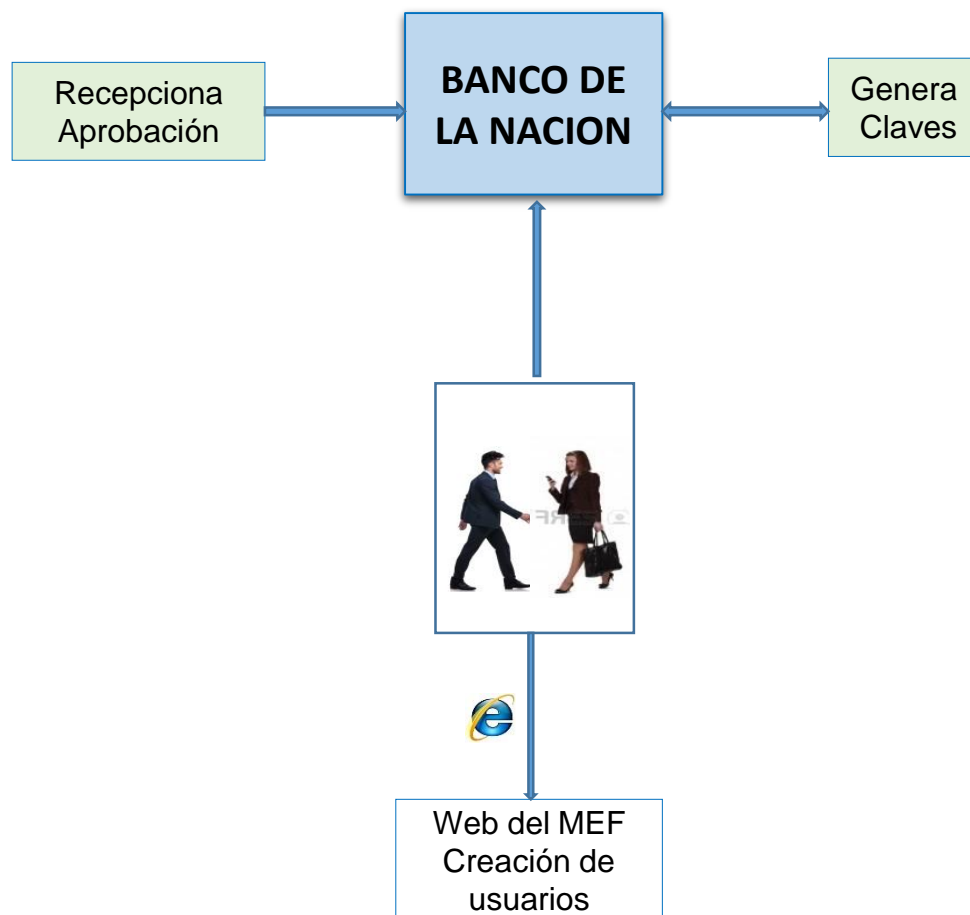 Recepciona
Aprobación
BANCO DE
LA NACION
Genera
Claves
Web del MEF
Creación de
usuarios